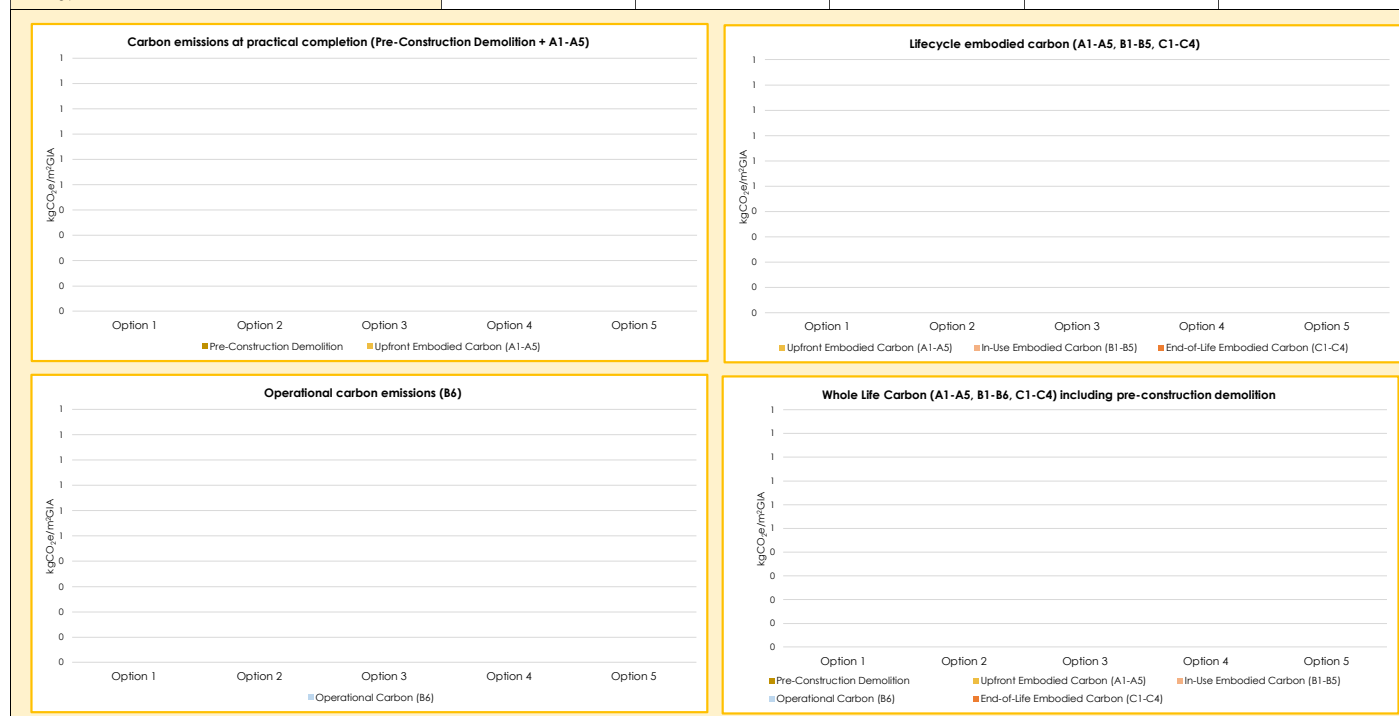 Carbon emissions at practical completion (Pre-Construction Demolition + A1-A5)
1
1
1
1
1
1
0
0
0
0
0
kgCO₂e/m²GIA
Option 1 Option 2 Option 3 Option 4 Option 5
Pre-Construction Demolition Upfront Embodied Carbon (A1-A5)
Lifecycle embodied carbon (A1-A5, B1-B5, C1-C4)
1
1
1
1
1
1
0
0
0
0
0
kgCO₂e/m²GIA
Option 1 Option 2 Option 3 Option 4 Option 5
Upfront Embodied Carbon (A1-A5) In-Use Embodied Carbon (B1-B5) End-of-Life Embodied Carbon (C1-C4)
Operational carbon emissions (B6)
1
1
1
1
1
1
0
0
0
0
0
kgCO₂e/m²GIA
Option 1 Option 2 Option 3 Option 4 Option 5
Operational Carbon (B6)
Whole Life Carbon (A1-A5, B1-B6, C1-C4) including pre-construction demolition
1
1
1
1
1
1
0
0
0
0
0
kgCO₂e/m²GIA
Option 1 Option 2 Option 3 Option 4 Option 5
Pre-Construction Demolition Upfront Embodied Carbon (A1-A5) In-Use Embodied Carbon (B1-B5)
Operational Carbon (B6) End-of-Life Embodied Carbon (C1-C4)